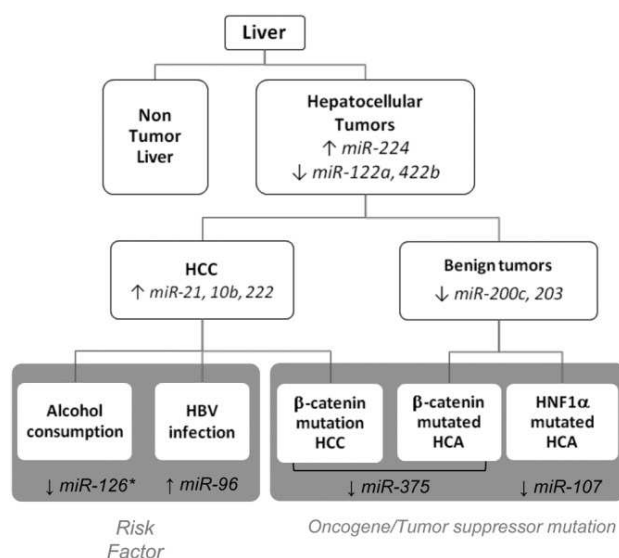 Liver
Non
Tumor
Liver
Hepatocellular
Tumors
↑ miR-224
↓ miR-122a, 422b
HCC
↑ miR-21, 10b, 222
Benign tumors
↓ miR-200c, 203
Alcohol
consumption
HBV
infection
β-catenin
mutation
HCC
β-catenin
mutated
HCA
HNF1α
mutated
HCA
↓ miR-126*
↑ miR-96
↓ miR-375
↓ miR-107
Risk
Factor
Oncogene/Tumor suppressor mutation